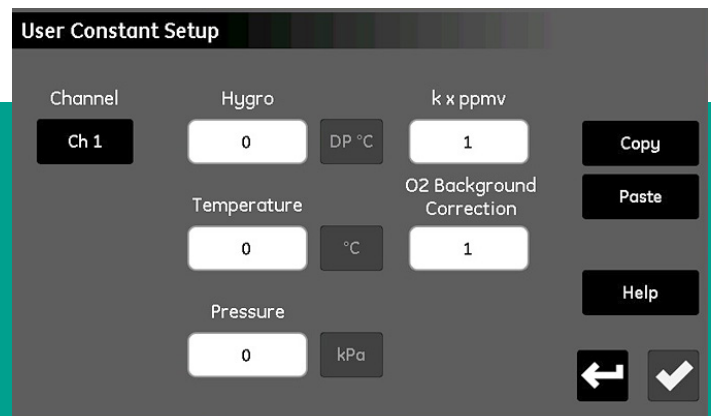 User Constant Setup
Channel
Hygro
k x ppmv
Ch 1
0
DP °C
1
Copy
Temperature
O2 Background
Correction
Paste
0
°C
1
Pressure
Help
0
kPa